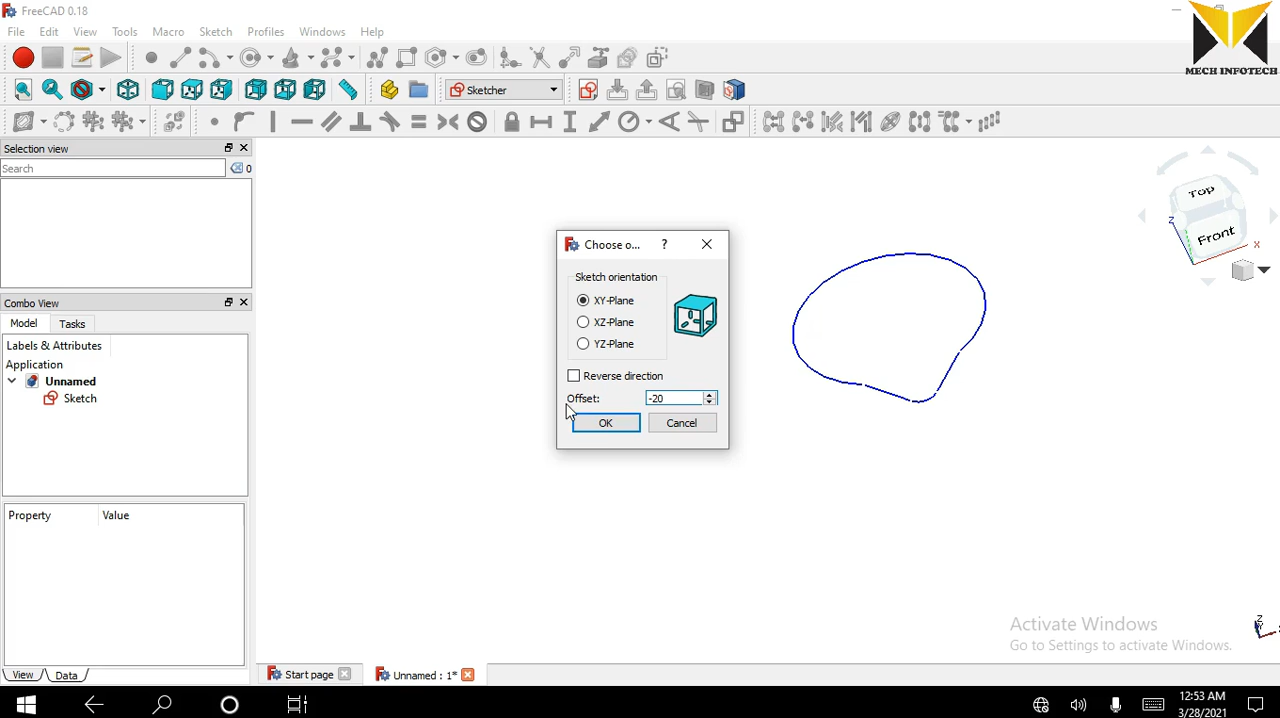 FreeCAD 0.18
File Edit View Tools Macro Sketch Profiles Windows Help
MECH INFOTECH
Sketcher
Selection view
Search
0
Combo View
Model Tasks
Labels & Attributes
Application
Unnamed
Sketch
Property Value
View Data
Choose o... ?
Sketch orientation
XY-Plane
XZ-Plane
YZ-Plane
Reverse direction
Offset: -20
OK Cancel
Top
Front
Z
X
Activate Windows
Go to Settings to activate Windows.
Start page Unnamed : 1*
12:53 AM
3/28/2021